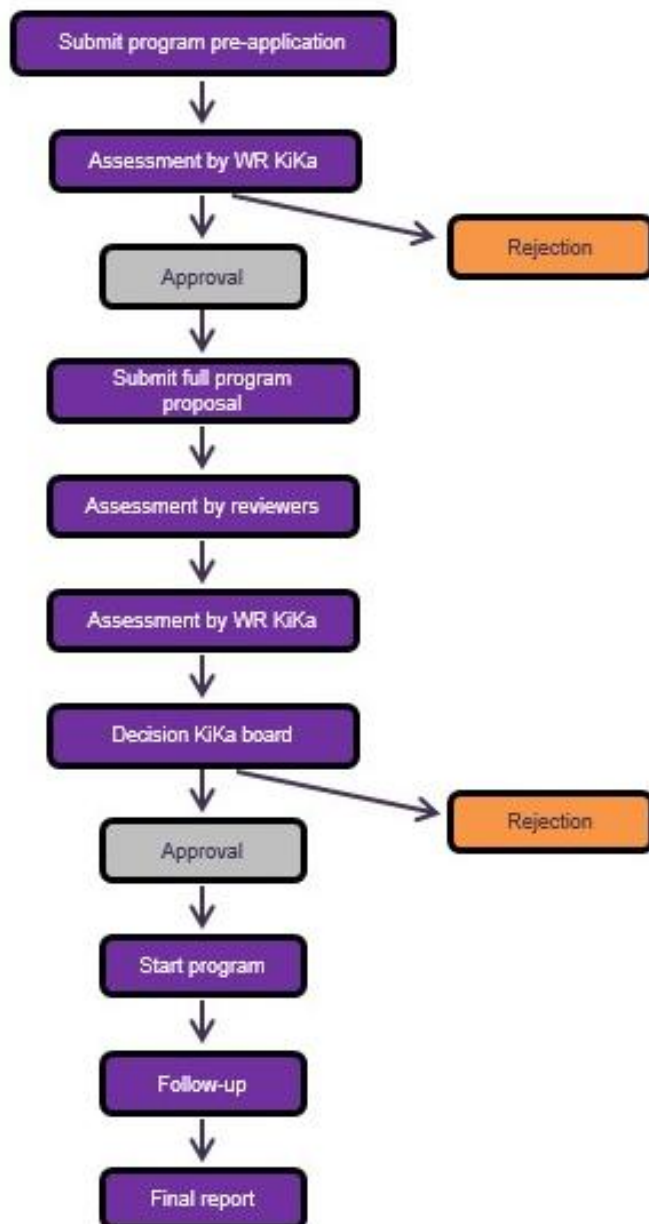 Submit program pre-application
Assessment by WR KiKa
Rejection
Approval
Submit full program
proposal
Assessment by reviewers
Assessment by WR KiKa
Decision KiKa board
Rejection
Approval
Start program
Follow-up
Final report